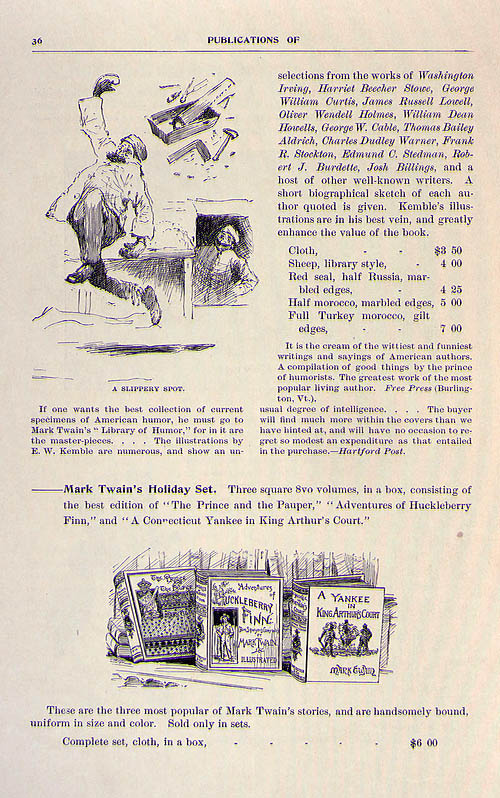 36
PUBLICATIONS OF
selections from the works of Washington
Irving, Harriet Beecher Stowe, George
William Curtis, James Russell Lowell,
Oliver Wendell Holmes, William Dean
Howells, George W. Cable, Thomas Bailey
Aldrich, Charles Dudley Warner, Frank
R. Stockton, Edmund C. Stedman, Rob-
ert J. Burdette, Josh Billings, and a
host of other well-known writers. A
short biographical sketch of each au-
thor quoted is given. Kemble's illus-
trations are in his best vein, and greatly
enhance the value of the book.
Cloth, - - $3 50
Sheep, library style, - 4 00
Red seal, half Russia, mar-
bled edges, - 4 25
Half morocco, marbled edges, 5 00
Full Turkey morocco, gilt
edges, - - 7 00
It is the cream of the wittiest and funniest
writings and sayings of American authors.
A compilation of good things by the prince
of humorists. The greatest work of the most
popular living author. Free Press (Burling-
ton, Vt.).
A SLIPPERY SPOT.
If one wants the best collection of current
specimens of American humor, he must go to
Mark Twain's "Library of Humor," for in it are
the master-pieces. . . . The illustrations by
E. W. Kemble are numerous, and show an un-
usual degree of intelligence. . . . The buyer
will find much more within the covers than we
have hinted at, and will have no occasion to re-
gret so modest an expenditure as that entailed
in the purchase.—Hartford Post.
——Mark Twain's Holiday Set. Three square 8vo volumes, in a box, consisting of
the best edition of "The Prince and the Pauper," "Adventures of Huckleberry
Finn," and "A Connecticut Yankee in King Arthur's Court."
The Prince
& The Pauper
Adventures
of
HUCKLEBERRY
FINN
MARK TWAIN
ILLUSTRATED
A YANKEE
IN
KING ARTHUR'S COURT
MARK TWAIN
These are the three most popular of Mark Twain's stories, and are handsomely bound,
uniform in size and color. Sold only in sets.
Complete set, cloth, in a box, - - - - - $6 00